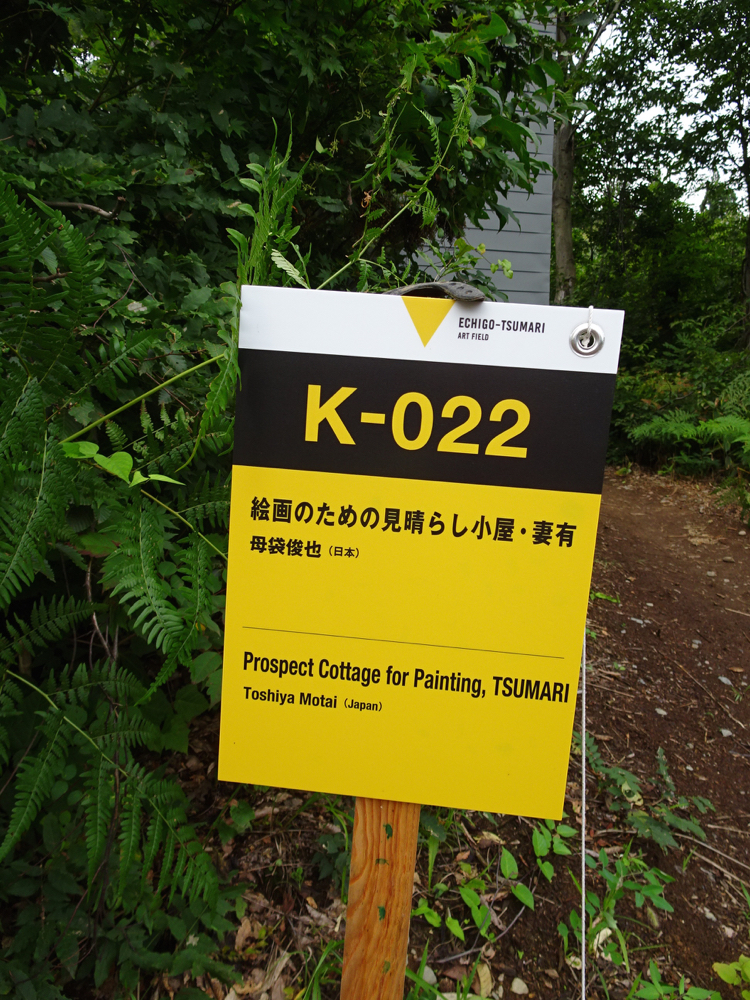 ECHIGO-TSUMARI
ART FIELD
K-022
絵画のための見晴らし小屋・妻有
母袋俊也（日本）
Prospect Cottage for Painting, TSUMARI
Toshiya Motai（Japan）